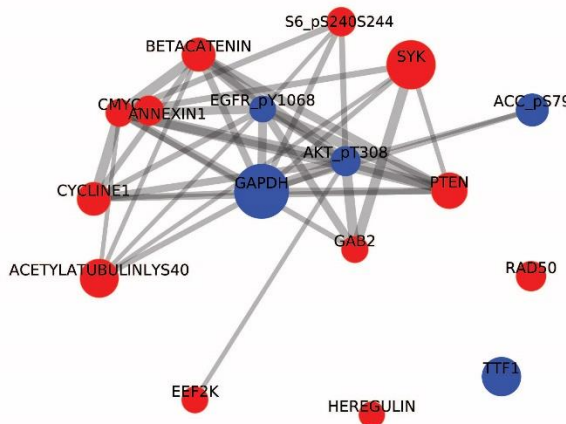 S6_pS240S244
BETACATENIN
SYK
EGFR_pY1068
ACC_pS79
CMYC
ANNEXIN1
AKT_pT308
GAPDH
PTEN
CYCLINE1
GAB2
ACETYLATUBULINLYS40
RAD50
TTF1
EEF2K
HEREGULIN